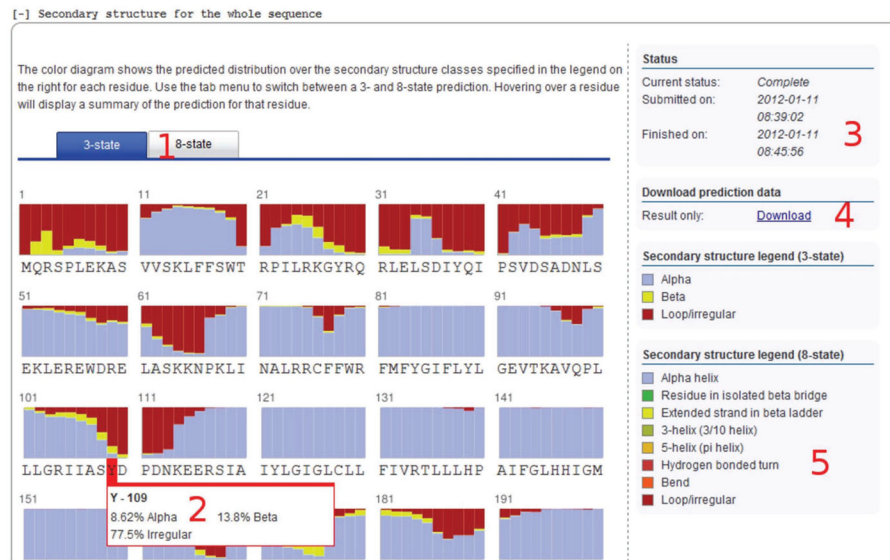 [-] Secondary structure for the whole sequence
The color diagram shows the predicted distribution over the secondary structure classes specified in the legend on
the right for each residue. Use the tab menu to switch between a 3- and 8-state prediction. Hovering over a residue
will display a summary of the prediction for that residue.
3-state 1 8-state
1 11 21 31 41
MQRSPLEKAS VVSKLFFSWT RPILRKGYRQ RLELSDIYQI PSVDSADNLS
51 61 71 81 91
EKLEREWDRE LASKKNPKLI NALRRCFFWR FMFYGIFLYL GEVTKAVQPL
101 111 121 131 141
LLGRIIASYD PDNKEERSIA IYLGIGLCLL FIVRTLLLHP AIFGLHHIGM
151 181 191
Y - 109
8.62% Alpha 2 13.8% Beta
77.5% Irregular
Status
Current status: Complete
Submitted on: 2012-01-11
08:39:02
Finished on: 2012-01-11
08:45:56
3
Download prediction data
Result only: Download 4
Secondary structure legend (3-state)
Alpha
Beta
Loop/irregular
Secondary structure legend (8-state)
Alpha helix
Residue in isolated beta bridge
Extended strand in beta ladder
3-helix (3/10 helix)
5-helix (pi helix)
Hydrogen bonded turn
Bend
Loop/irregular
5